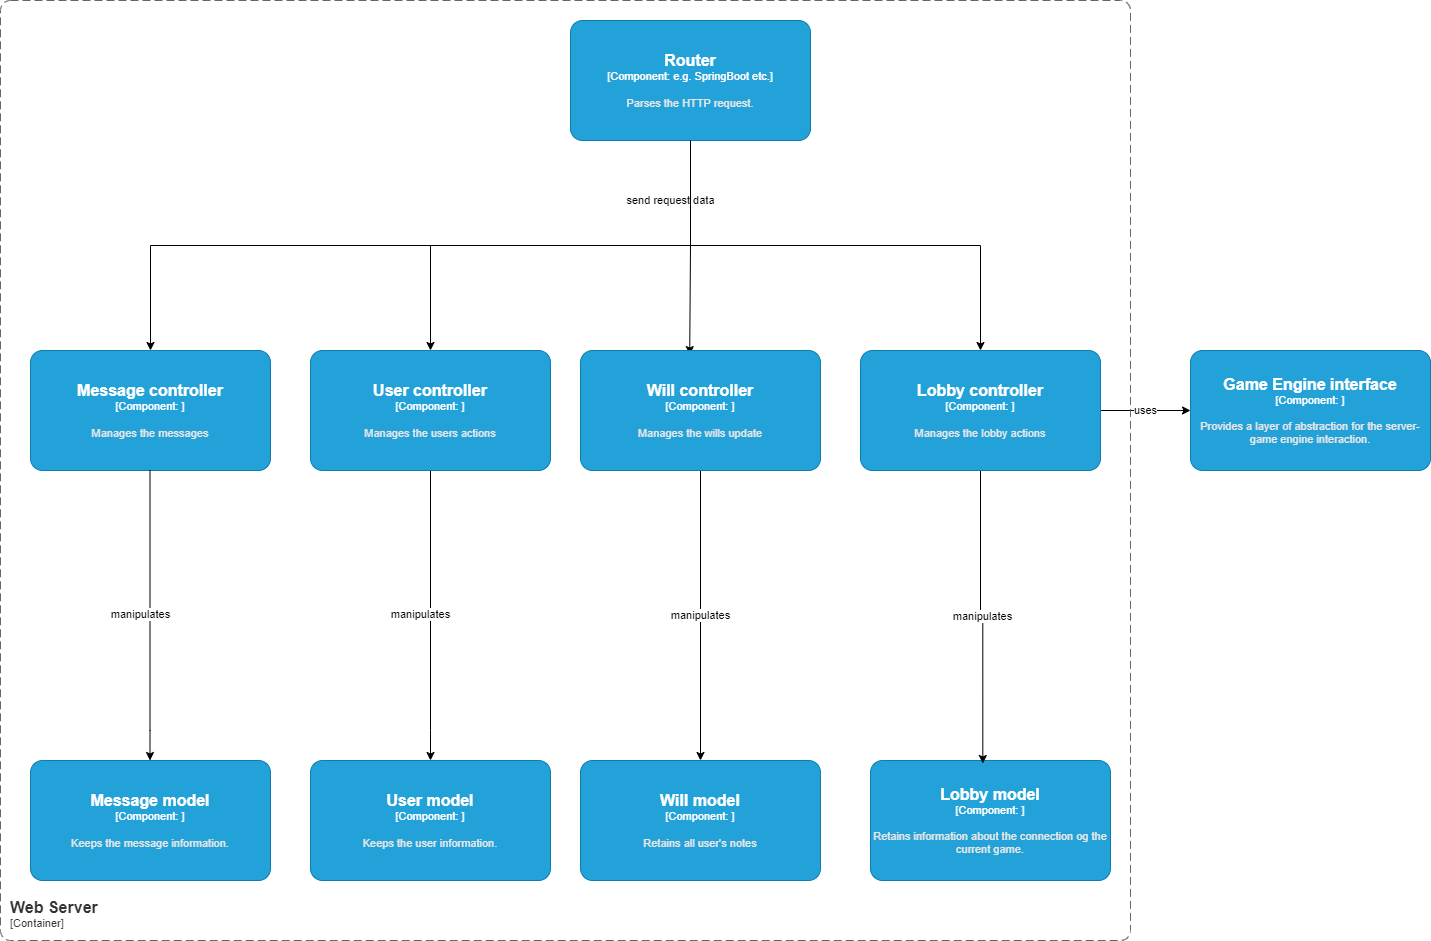 Router
[Component: e.g. SpringBoot etc.]
Parses the HTTP request.
send request data
Message controller
[Component: ]
Manages the messages
User controller
[Component: ]
Manages the users actions
Will controller
[Component: ]
Manages the wills update
Lobby controller
[Component: ]
Manages the lobby actions
uses
Game Engine interface
[Component: ]
Provides a layer of abstraction for the server-
game engine interaction.
manipulates
manipulates
manipulates
manipulates
Message model
[Component: ]
Keeps the message information.
User model
[Component: ]
Keeps the user information.
Will model
[Component: ]
Retains all user's notes
Lobby model
[Component: ]
Retains information about the connection og the
current game.
Web Server
[Container]